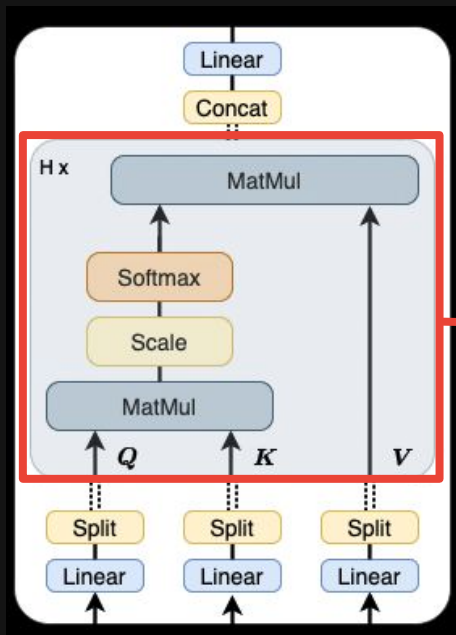 Linear
Concat
H x
MatMul
Softmax
Scale
MatMul
Q K V
Split Split Split
Linear Linear Linear